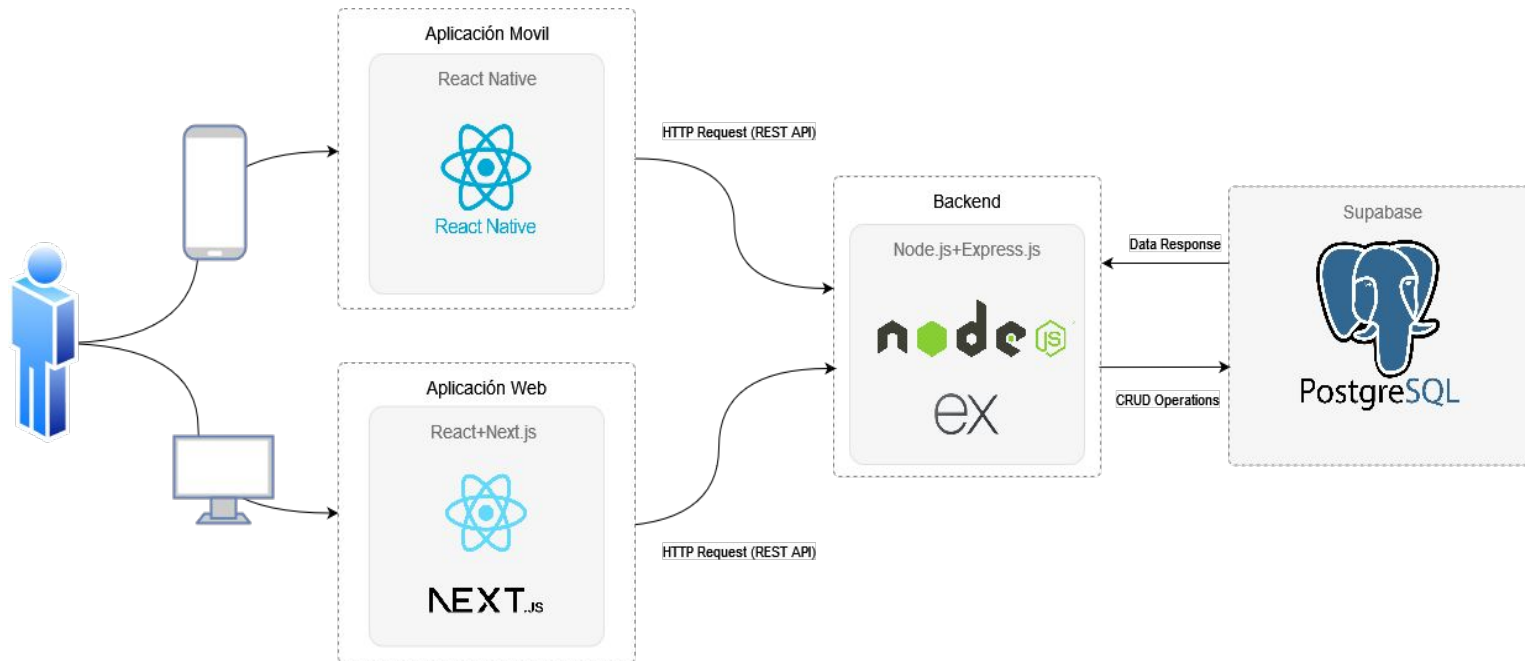 Aplicación Movil
React Native
React Native
HTTP Request (REST API)
Aplicación Web
React+Next.js
NEXT.JS
HTTP Request (REST API)
Backend
Node.js+Express.js
node JS
ex
Data Response
CRUD Operations
Supabase
PostgreSQL